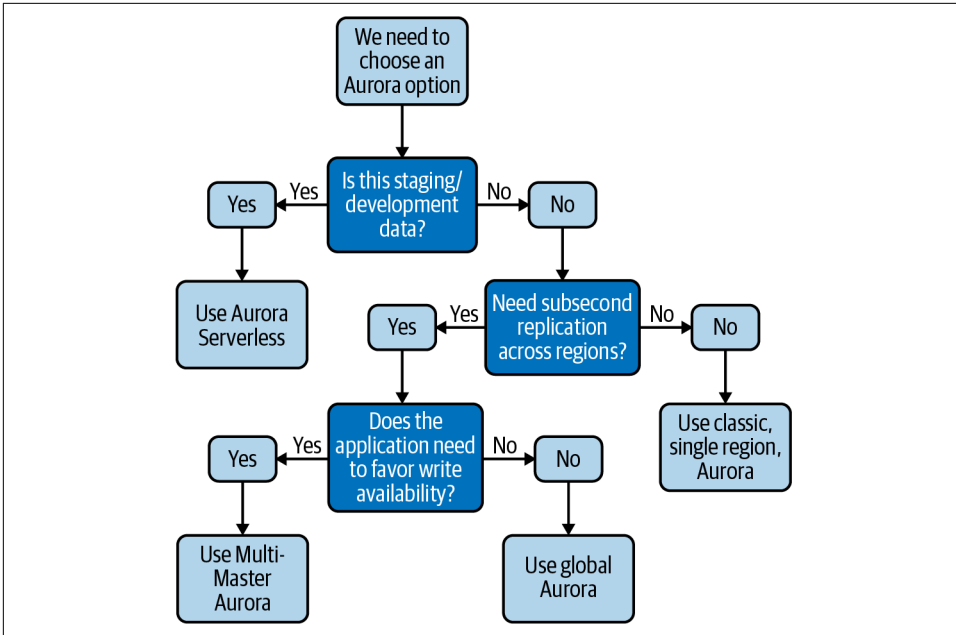 We need to
choose an
Aurora option
Is this staging/
development
data?
Yes
No
Yes
No
Use Aurora
Serverless
Need subsecond
replication
across regions?
Yes
No
Yes
No
Does the
application need
to favor write
availability?
Use classic,
single region,
Aurora
Yes
No
Yes
No
Use Multi-
Master
Aurora
Use global
Aurora